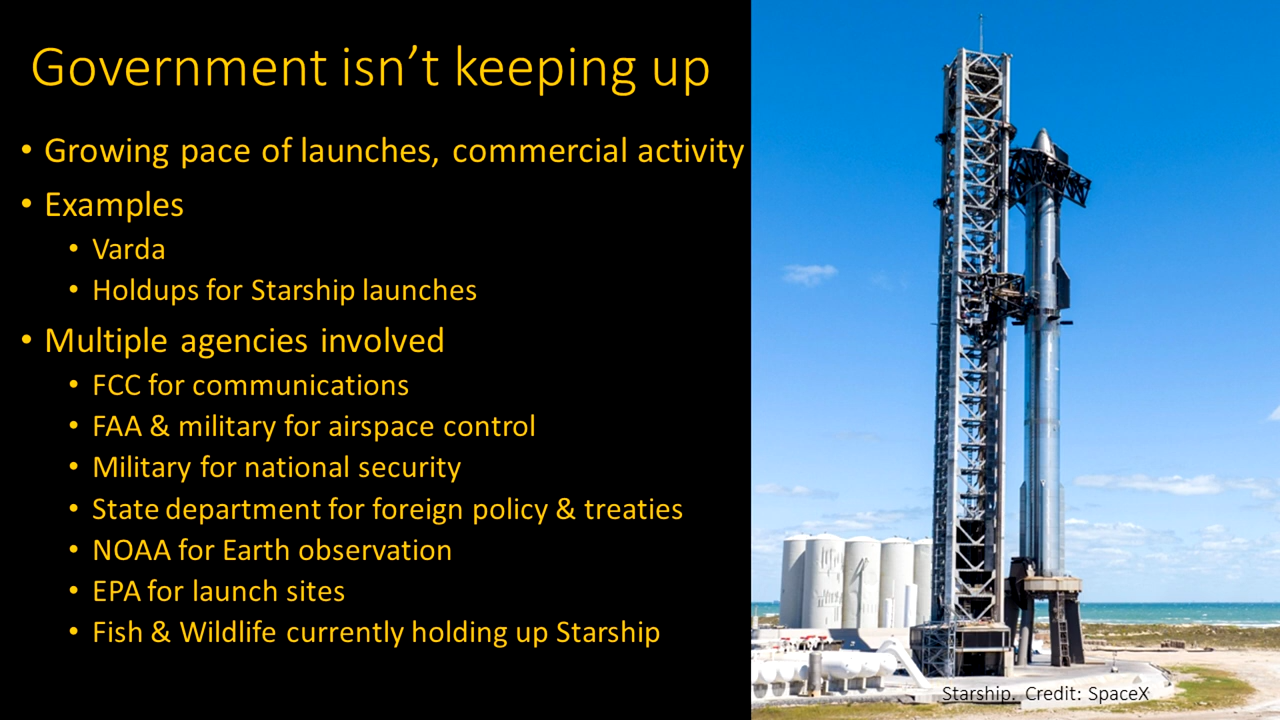 Government isn’t keeping up
• Growing pace of launches, commercial activity
• Examples
• Varda
• Holdups for Starship launches
• Multiple agencies involved
• FCC for communications
• FAA & military for airspace control
• Military for national security
• State department for foreign policy & treaties
• NOAA for Earth observation
• EPA for launch sites
• Fish & Wildlife currently holding up Starship
Starship. Credit: SpaceX